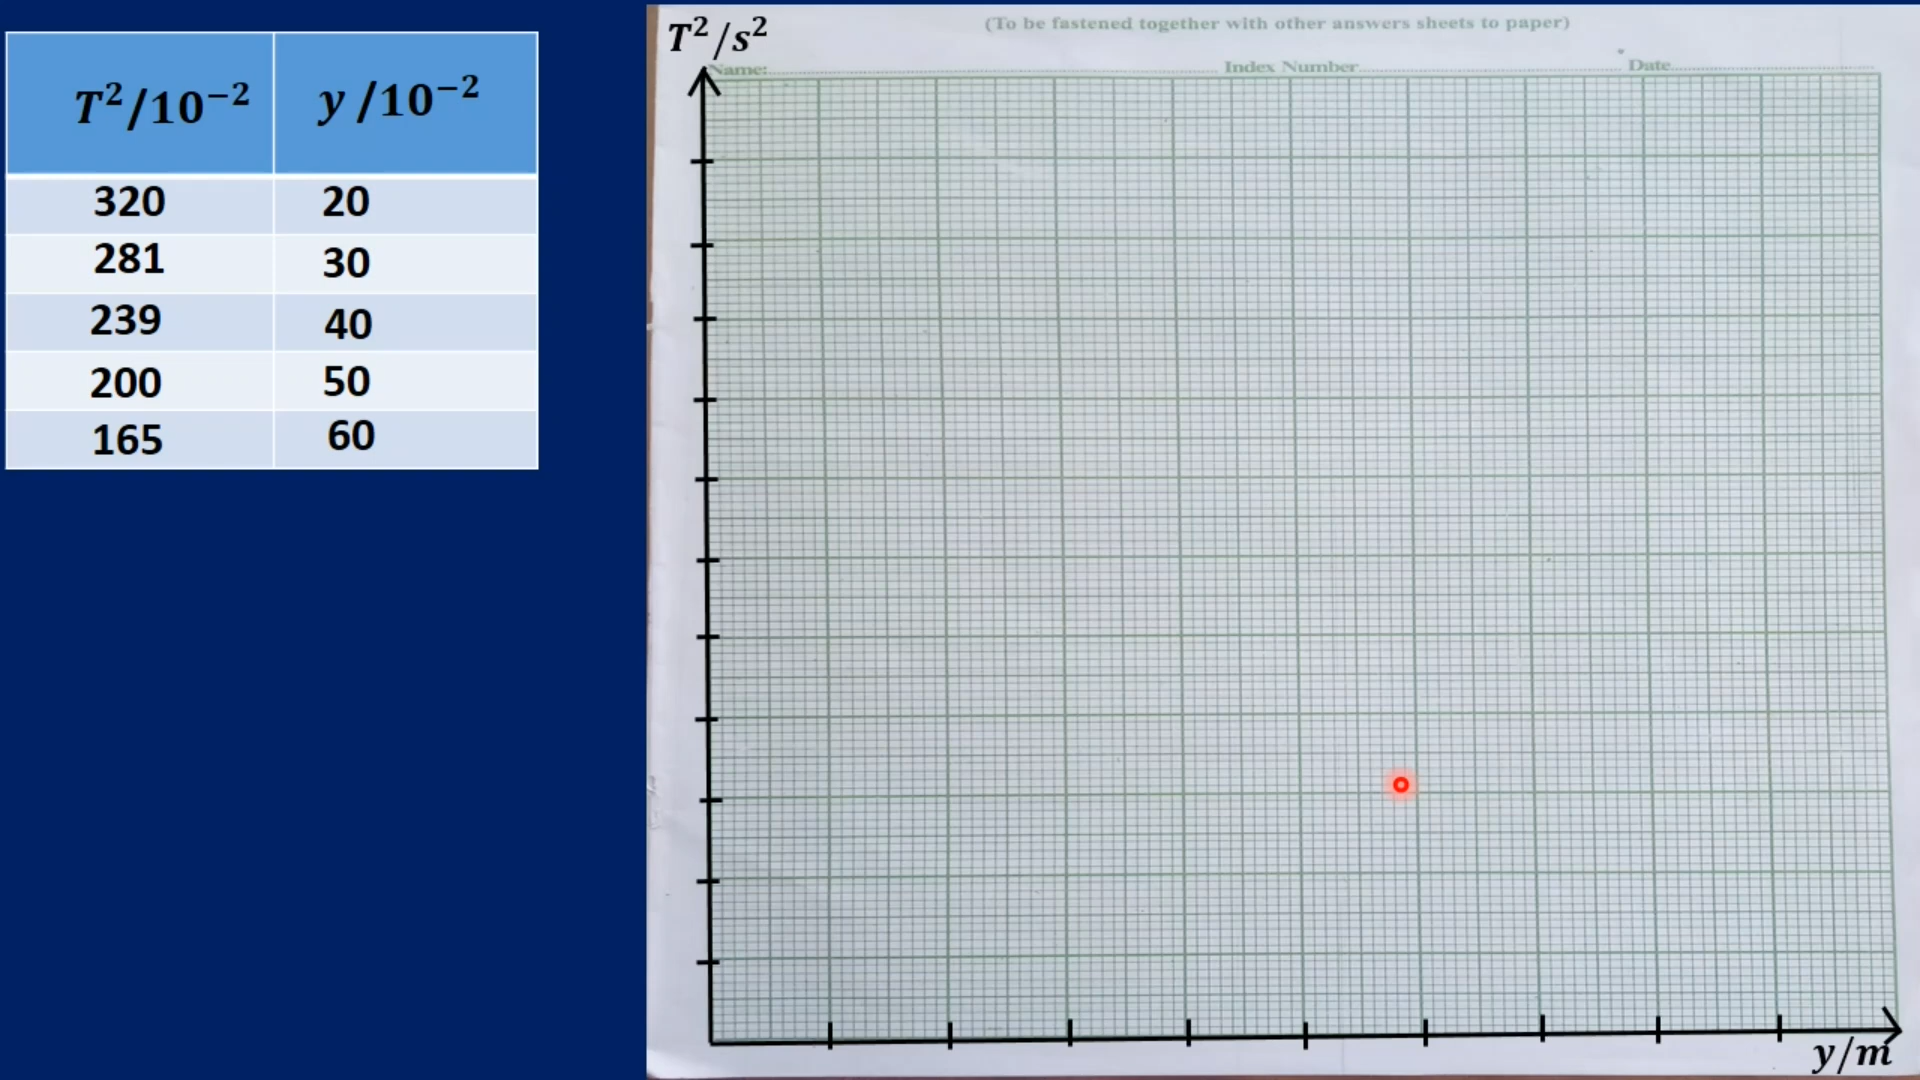 T²/10⁻² y /10⁻²
320 20
281 30
239 40
200 50
165 60
T²/s²
(To be fastened together with other answers sheets to paper)
Name: Index Number Date
y/m